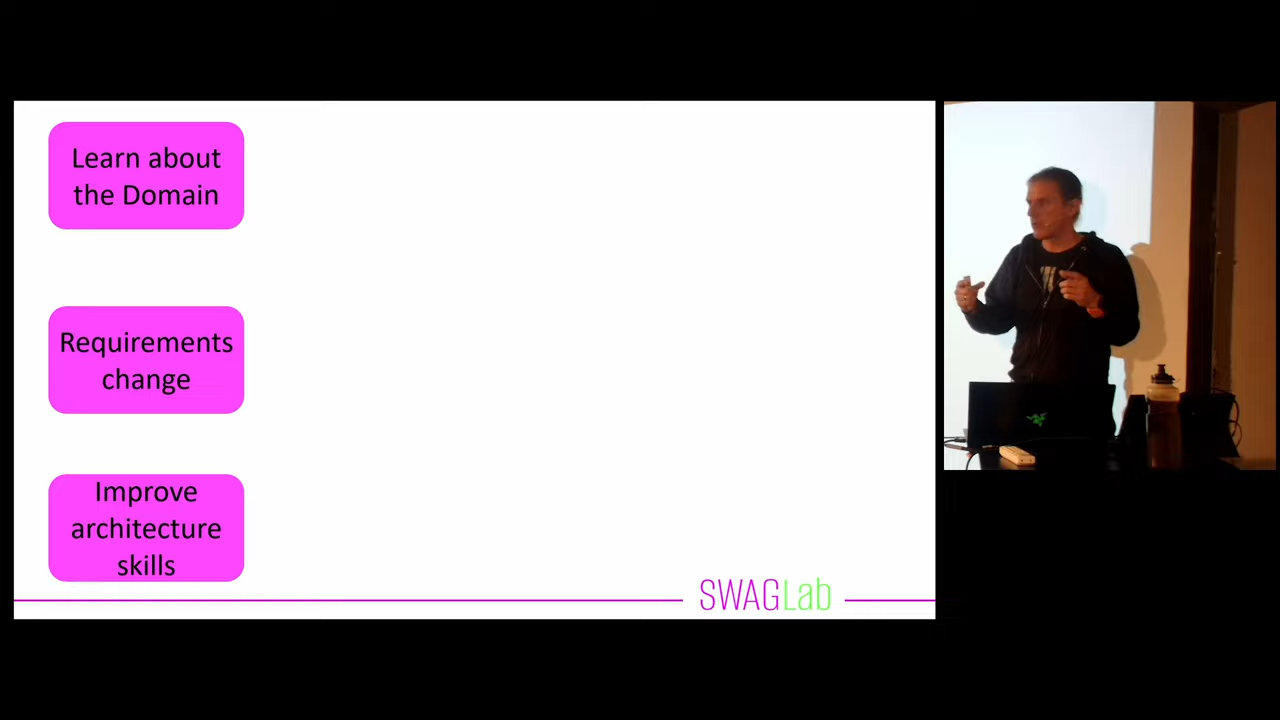 Learn about
the Domain
Requirements
change
Improve
architecture
skills
SWAGLab